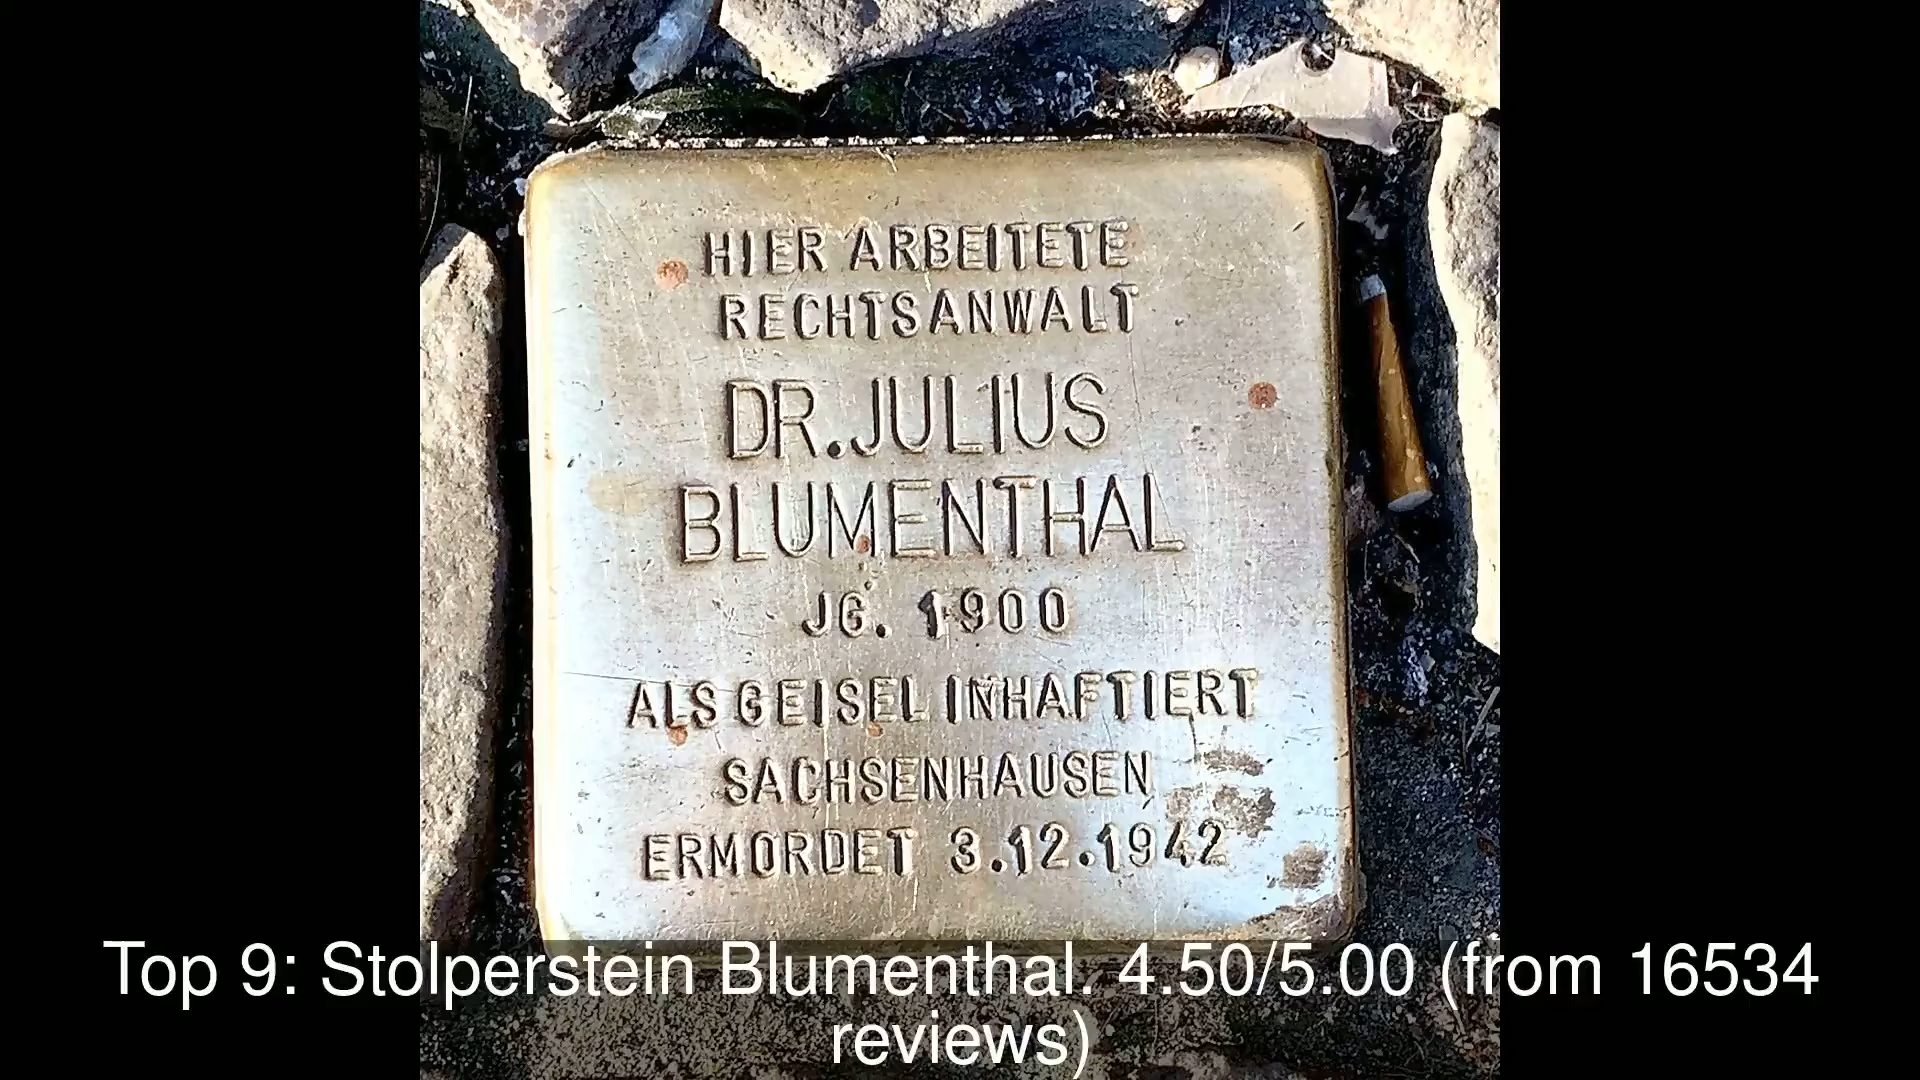 HIER ARBEITETE
RECHTSANWALT
DR. JULIUS
BLUMENTHAL
JG. 1900
ALS GEISEL INHAFTIERT
SACHSENHAUSEN
ERMORDET 3.12.1942
Top 9: Stolperstein Blumenthal. 4.50/5.00 (from 16534
reviews)